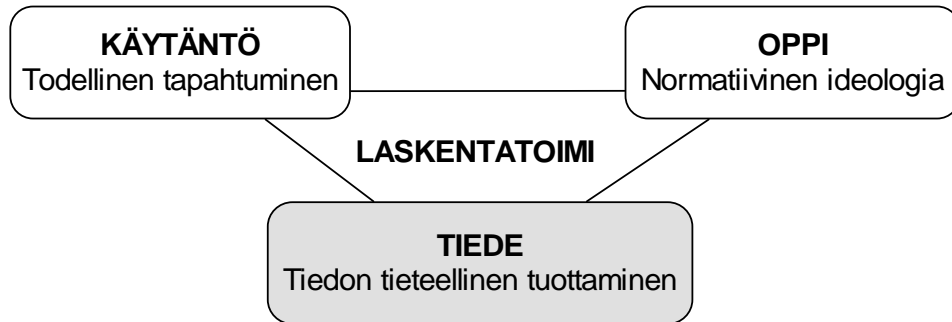 KÄYTÄNTÖ
Todellinen tapahtuminen
OPPI
Normatiivinen ideologia
LASKENTATOIMI
TIEDE
Tiedon tieteellinen tuottaminen